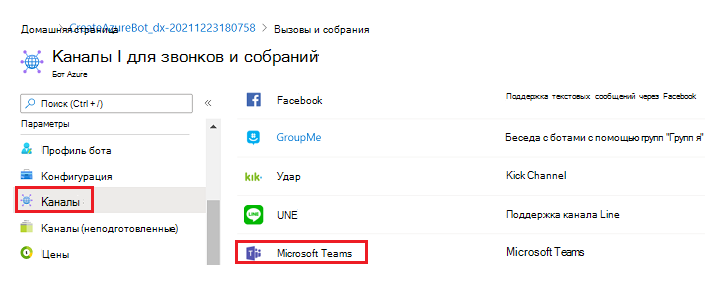 Домашняя страница > CreateAzureBot_dx-20211223180758 > Вызовы и собрания
Каналы I для звонков и собраний
Бот Azure
Поиск (Ctrl + /)
«
Параметры
Профиль бота
Конфигурация
Каналы
Каналы (неподготовленные)
Цены
Facebook
Поддержка текстовых сообщений через Facebook
GroupMe
Беседа с ботами с помощью групп "Групп я"
kik.
Удар
Kick Channel
LINE
UNE
Поддержка канала Line
Microsoft Teams
Microsoft Teams